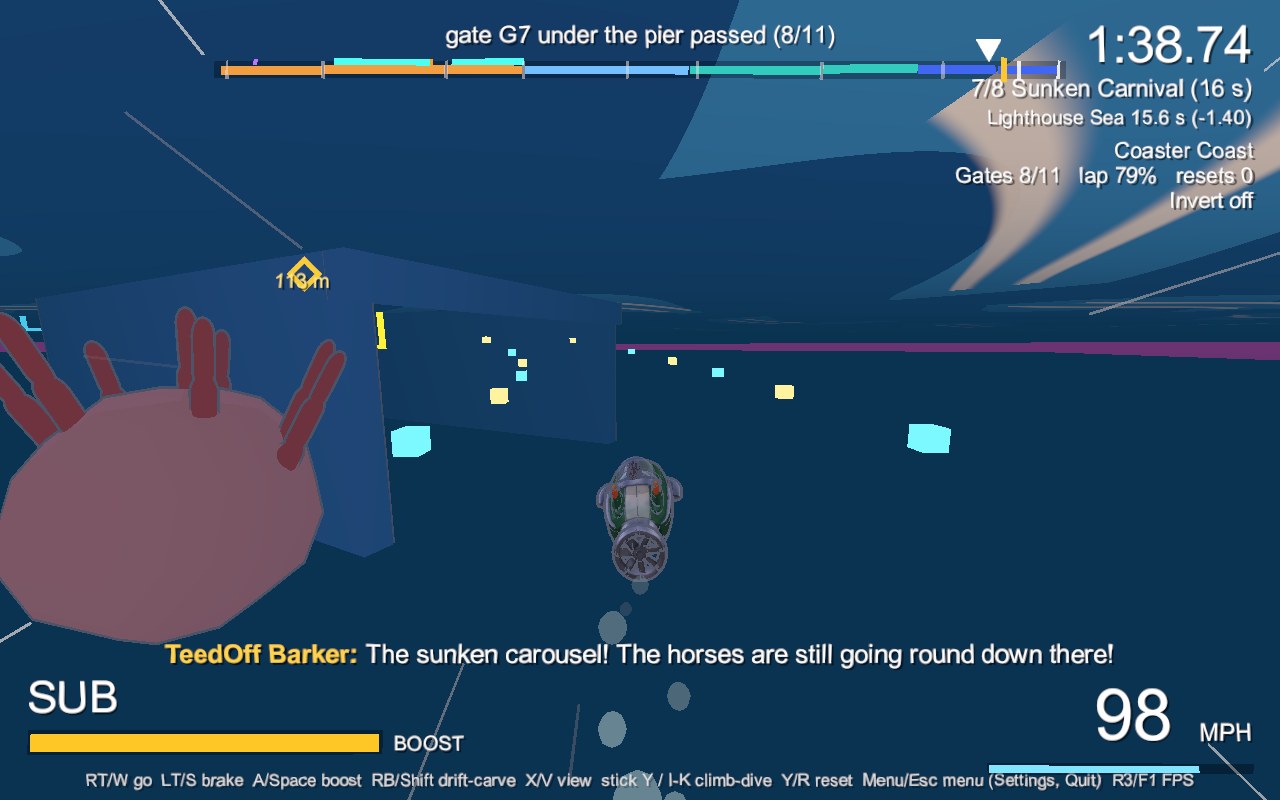 gate G7 under the pier passed (8/11)
1:38.74
7/8 Sunken Carnival (16 s)
Lighthouse Sea 15.6 s (-1.40)
Coaster Coast
Gates 8/11 lap 79% resets 0
Invert off
113 m
TeedOff Barker: The sunken carousel! The horses are still going round down there!
SUB
BOOST
98 MPH
RT/W go LT/S brake A/Space boost RB/Shift drift-carve X/V view stick Y / I-K climb-dive Y/R reset Menu/Esc menu (Settings, Quit) R3/F1 FPS